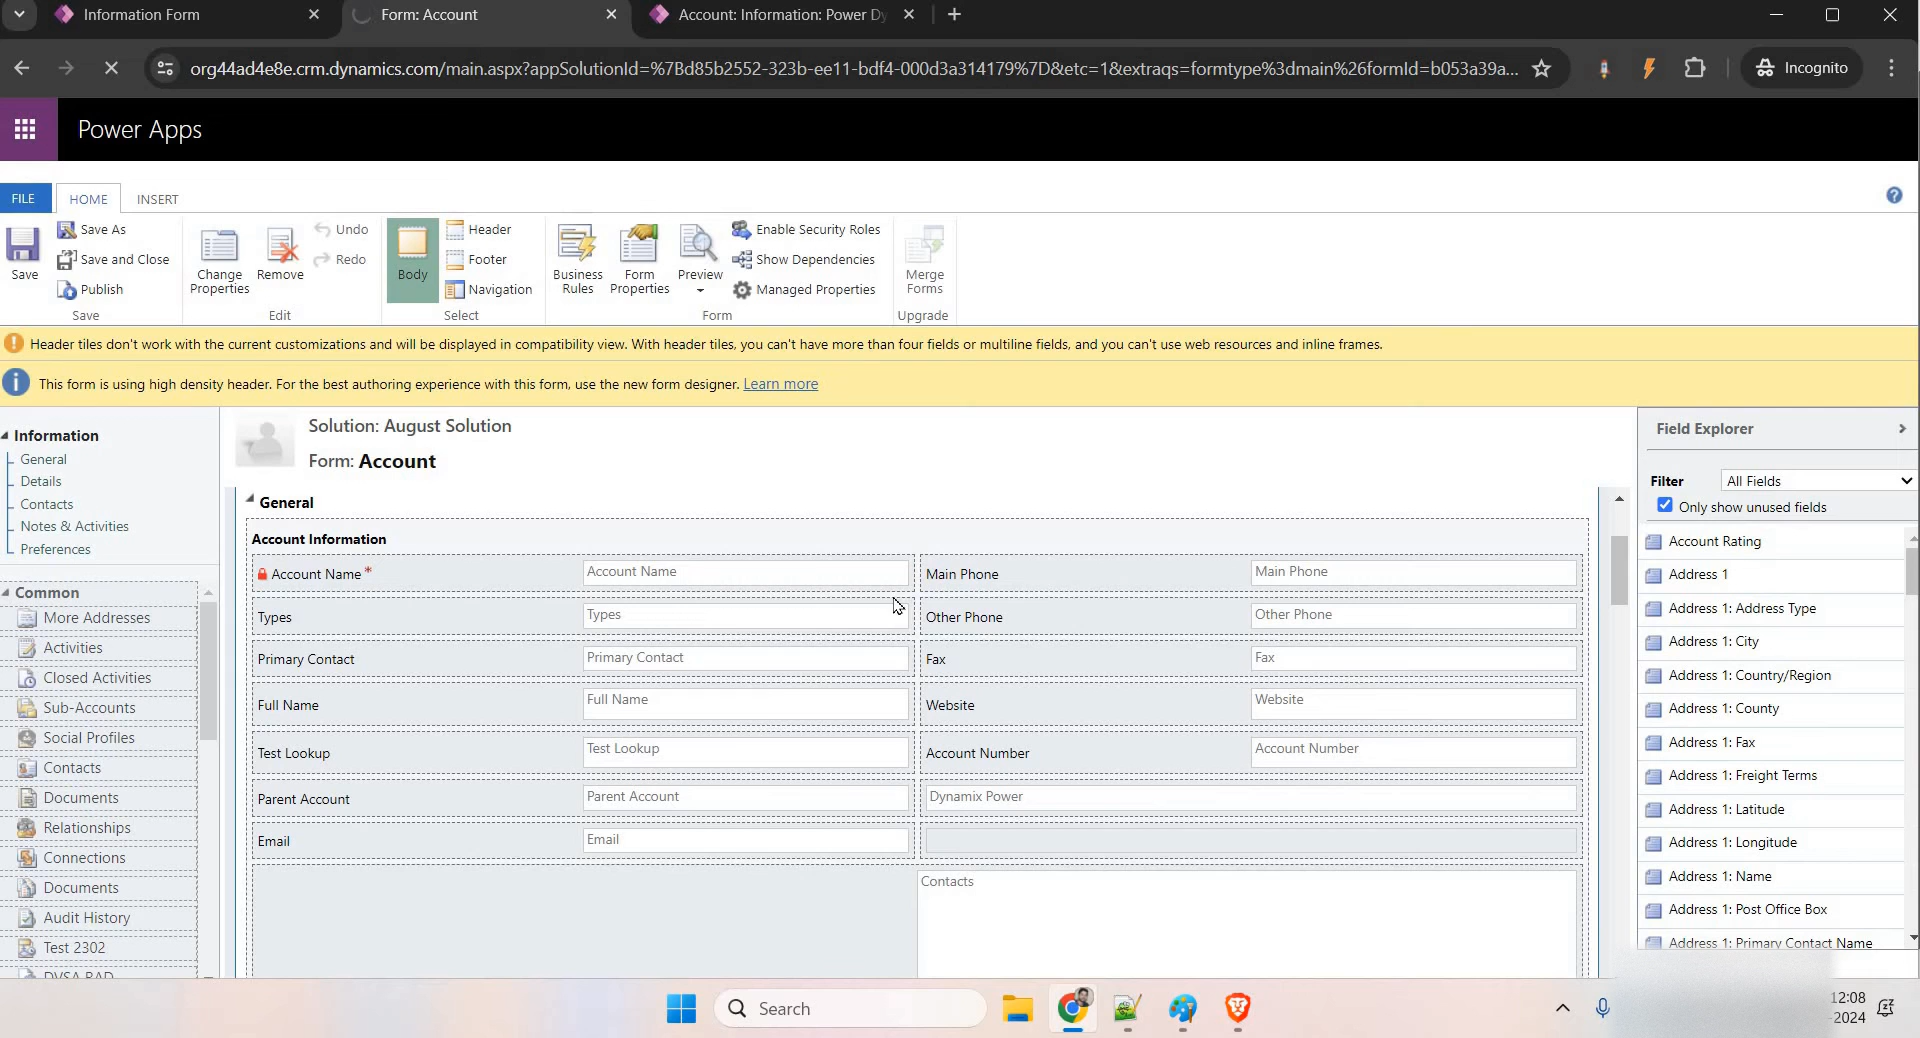 Information Form
Form: Account
Account: Information: Power Dy
org44ad4e8e.crm.dynamics.com/main.aspx?appSolutionId=%7Bd85b2552-323b-ee11-bdf4-000d3a314179%7D&etc=1&extraqs=formtype%3dmain%26formId=b053a39a...
Incognito
Power Apps
FILE
HOME
INSERT
Save
Save As
Save and Close
Publish
Save
Change Properties
Remove
Undo
Redo
Edit
Body
Header
Footer
Navigation
Select
Business Rules
Form Properties
Preview
Enable Security Roles
Show Dependencies
Managed Properties
Form
Merge Forms
Upgrade
Header tiles don't work with the current customizations and will be displayed in compatibility view. With header tiles, you can't have more than four fields or multiline fields, and you can't use web resources and inline frames.
This form is using high density header. For the best authoring experience with this form, use the new form designer. Learn more
Information
General
Details
Contacts
Notes & Activities
Preferences
Common
More Addresses
Activities
Closed Activities
Sub-Accounts
Social Profiles
Contacts
Documents
Relationships
Connections
Documents
Audit History
Test 2302
Solution: August Solution
Form: Account
General
Account Information
Account Name* Account Name Main Phone Main Phone
Types Types Other Phone Other Phone
Primary Contact Primary Contact Fax Fax
Full Name Full Name Website Website
Test Lookup Test Lookup Account Number Account Number
Parent Account Parent Account Dynamix Power
Email Email
Contacts
Field Explorer
Filter All Fields
Only show unused fields
Account Rating
Address 1
Address 1: Address Type
Address 1: City
Address 1: Country/Region
Address 1: County
Address 1: Fax
Address 1: Freight Terms
Address 1: Latitude
Address 1: Longitude
Address 1: Name
Address 1: Post Office Box
Address 1: Primary Contact Name
Search
12:08
-2024